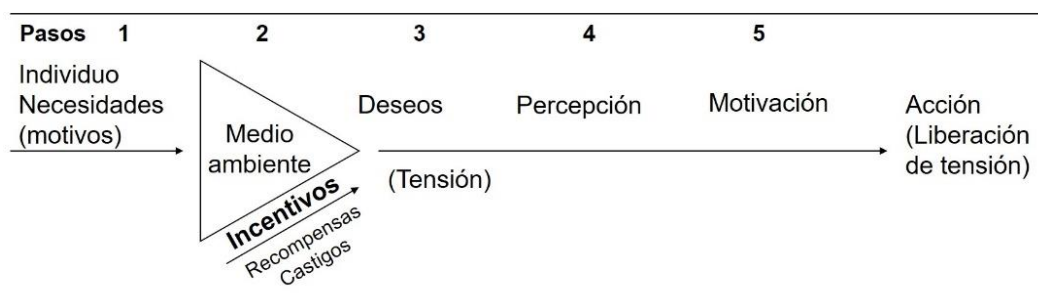 Pasos 1 2 3 4 5
Individuo
Necesidades
(motivos)
Medio
ambiente
Incentivos
Recompensas
Castigos
Deseos
(Tensión)
Percepción
Motivación
Acción
(Liberación
de tensión)